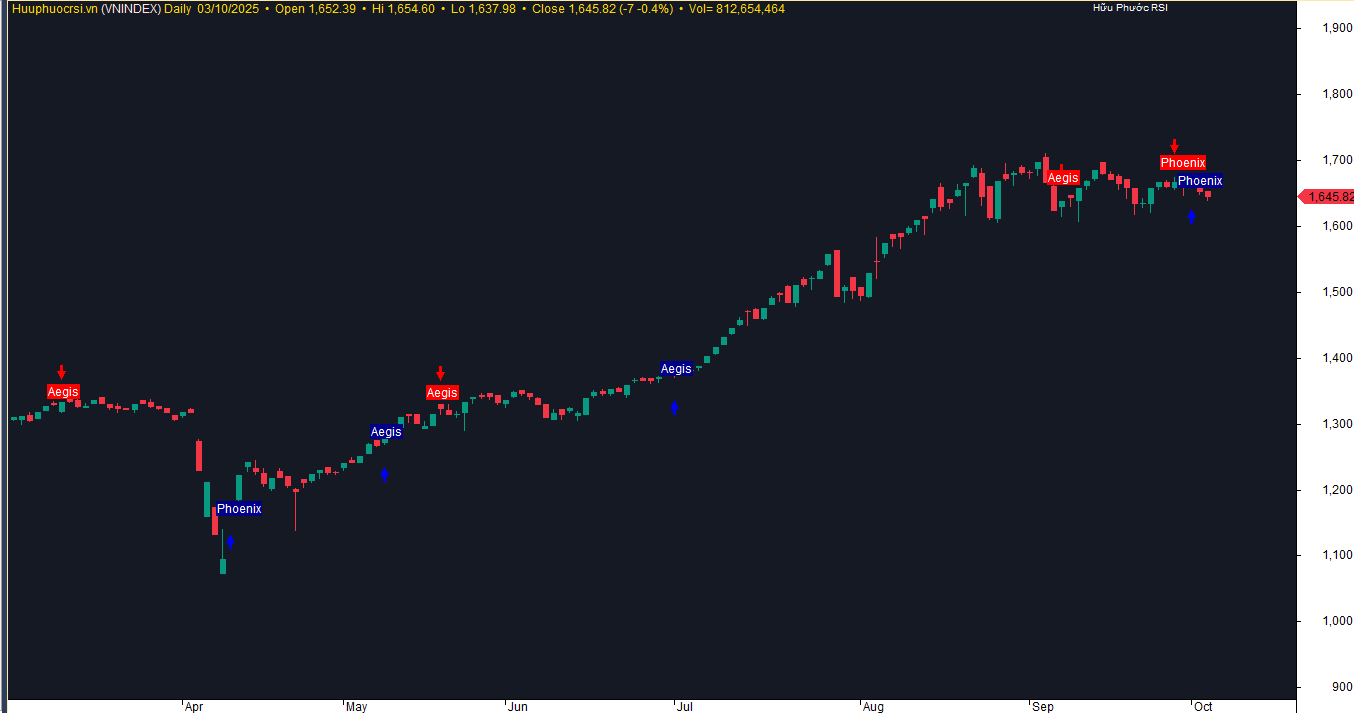 Huuphuocrsi.vn (VNINDEX) Daily 03/10/2025 • Open 1,652.39 • Hi 1,654.60 • Lo 1,637.98 • Close 1,645.82 (-7 -0.4%) • Vol= 812,654,464
Hữu Phước RSI
1,900
1,800
1,700
Phoenix
Aegis
Phoenix
1,645.82
1,600
1,500
1,400
Aegis
Aegis
Aegis
1,300
Aegis
1,200
Phoenix
1,100
1,000
900
Apr
May
Jun
Jul
Aug
Sep
Oct